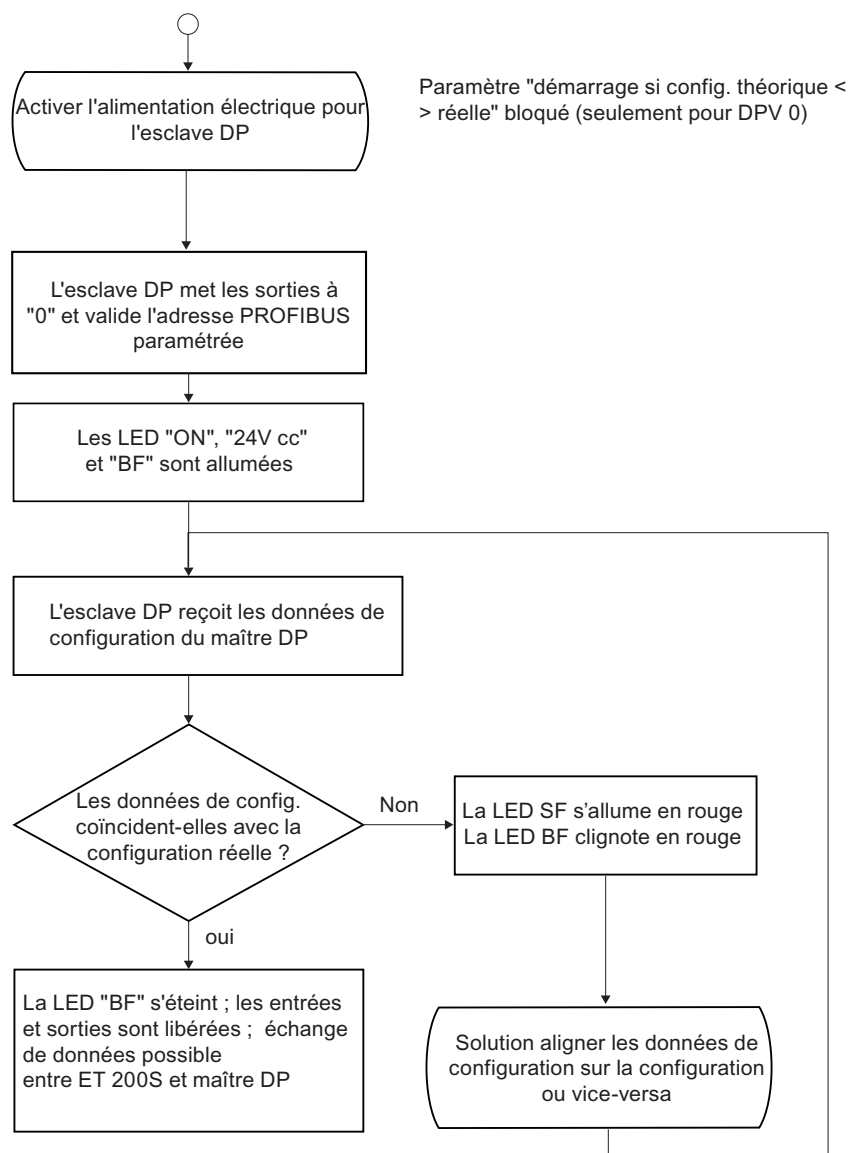 Activer l'alimentation électrique pour
l'esclave DP
Paramètre "démarrage si config. théorique <
> réelle" bloqué (seulement pour DPV 0)
L'esclave DP met les sorties à
"0" et valide l'adresse PROFIBUS
paramétrée
Les LED "ON", "24V cc"
et "BF" sont allumées
L'esclave DP reçoit les données de
configuration du maître DP
Les données de config.
coïncident-elles avec la
configuration réelle ?
Non
La LED SF s’allume en rouge
La LED BF clignote en rouge
oui
La LED "BF" s'éteint ; les entrées
et sorties sont libérées ; échange
de données possible
entre ET 200S et maître DP
Solution aligner les données de
configuration sur la configuration
ou vice-versa